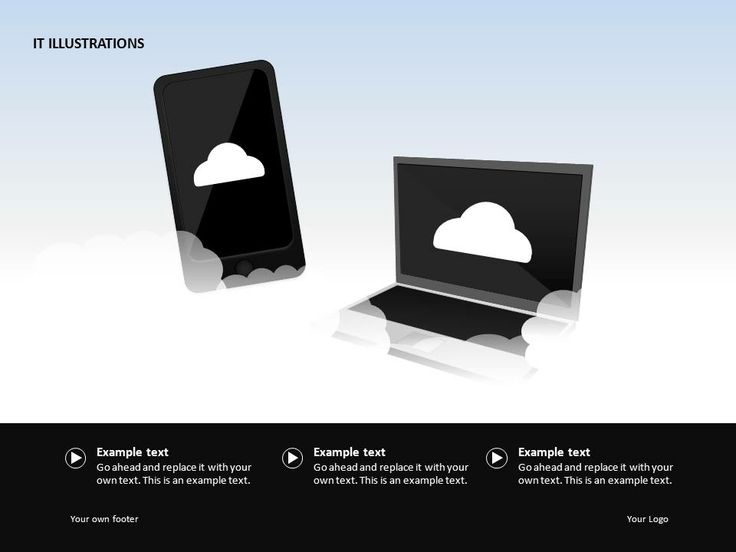 IT ILLUSTRATIONS
Example text
Go ahead and replace it with your
own text. This is an example text.
Example text
Go ahead and replace it with your
own text. This is an example text.
Example text
Go ahead and replace it with your
own text. This is an example text.
Your own footer
Your Logo